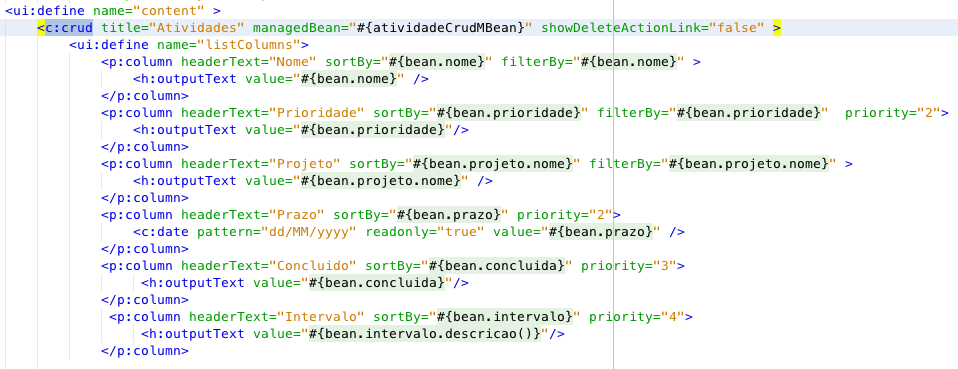 <ui:define name="content" >
<c:crud title="Atividades" managedBean="#{atividadeCrudMBean}" showDeleteActionLink="false" >
<ui:define name="listColumns">
<p:column headerText="Nome" sortBy="#{bean.nome}" filterBy="#{bean.nome}" >
<h:outputText value="#{bean.nome}" />
</p:column>
<p:column headerText="Prioridade" sortBy="#{bean.prioridade}" filterBy="#{bean.prioridade}"  priority="2">
<h:outputText value="#{bean.prioridade}"/>
</p:column>
<p:column headerText="Projeto" sortBy="#{bean.projeto.nome}" filterBy="#{bean.projeto.nome}" >
<h:outputText value="#{bean.projeto.nome}" />
</p:column>
<p:column headerText="Prazo" sortBy="#{bean.prazo}" priority="2">
<c:date pattern="dd/MM/yyyy" readonly="true" value="#{bean.prazo}" />
</p:column>
<p:column headerText="Concluido" sortBy="#{bean.concluida}" priority="3">
<h:outputText value="#{bean.concluida}"/>
</p:column>
<p:column headerText="Intervalo" sortBy="#{bean.intervalo}" priority="4">
<h:outputText value="#{bean.intervalo.descricao()}"/>
</p:column>